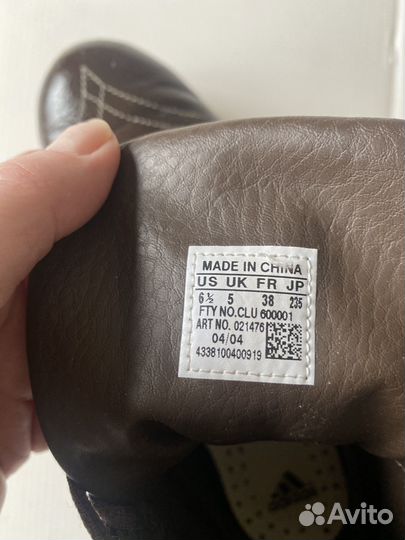 MADE IN CHINA
US UK FR JP
6½ 5 38 235
FTY NO.CLU 600001
ART NO. 021476
04/04
4338100400919
adidas
Avito